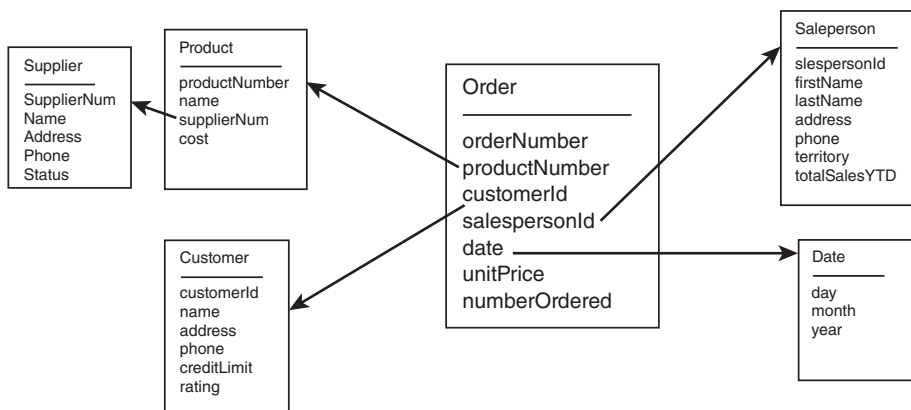 Supplier
SupplierNum
Name
Address
Phone
Status
Product
productNumber
name
supplierNum
cost
Customer
customerId
name
address
phone
creditLimit
rating
Order
orderNumber
productNumber
customerId
salespersonId
date
unitPrice
numberOrdered
Saleperson
slespersonId
firstName
lastName
address
phone
territory
totalSalesYTD
Date
day
month
year